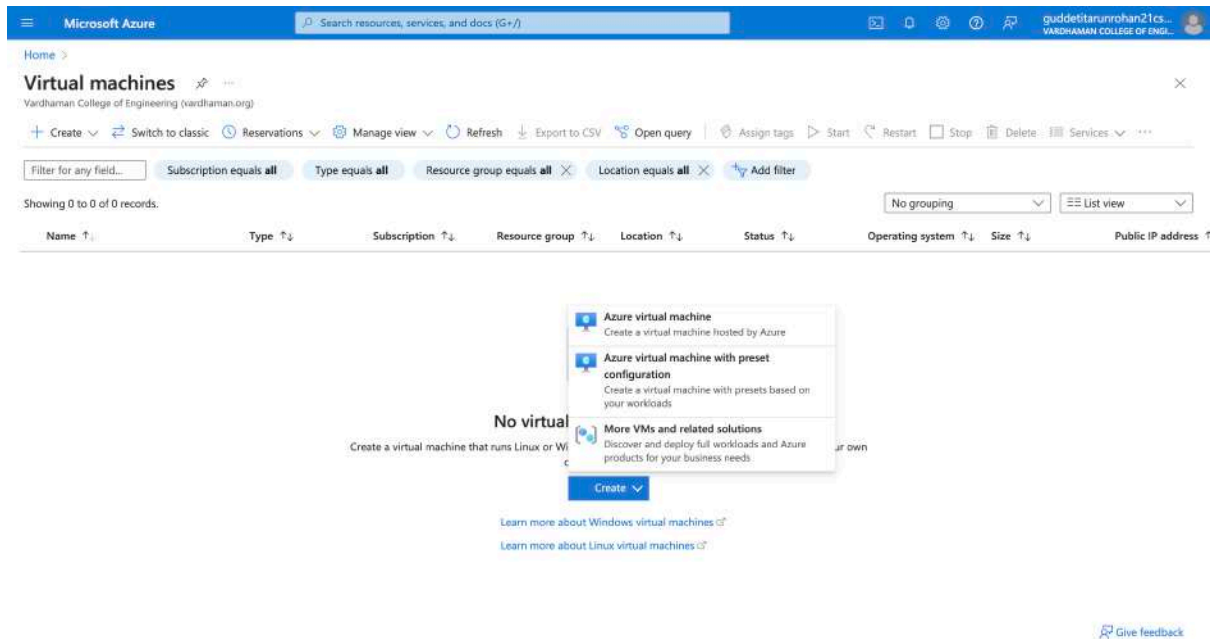 Microsoft Azure
Search resources, services, and docs (G+/)
guddetitarunrohan21cs...
VARDHAMAN COLLEGE OF ENGI...
Home >
Virtual machines
Vardhaman College of Engineering (vardhaman.org)
Create Switch to classic Reservations Manage view Refresh Export to CSV Open query Assign tags Start Restart Stop Delete Services ...
Filter for any field... Subscription equals all Type equals all Resource group equals all Location equals all Add filter
Showing 0 to 0 of 0 records. No grouping List view
Name Type Subscription Resource group Location Status Operating system Size Public IP address
Azure virtual machine
Create a virtual machine hosted by Azure
Azure virtual machine with preset
configuration
Create a virtual machine with presets based on
your workloads
No virtual
More VMs and related solutions
Create a virtual machine that runs Linux or Wi
Discover and deploy full workloads and Azure
products for your business needs
ur own
Create
Learn more about Windows virtual machines
Learn more about Linux virtual machines
Give feedback